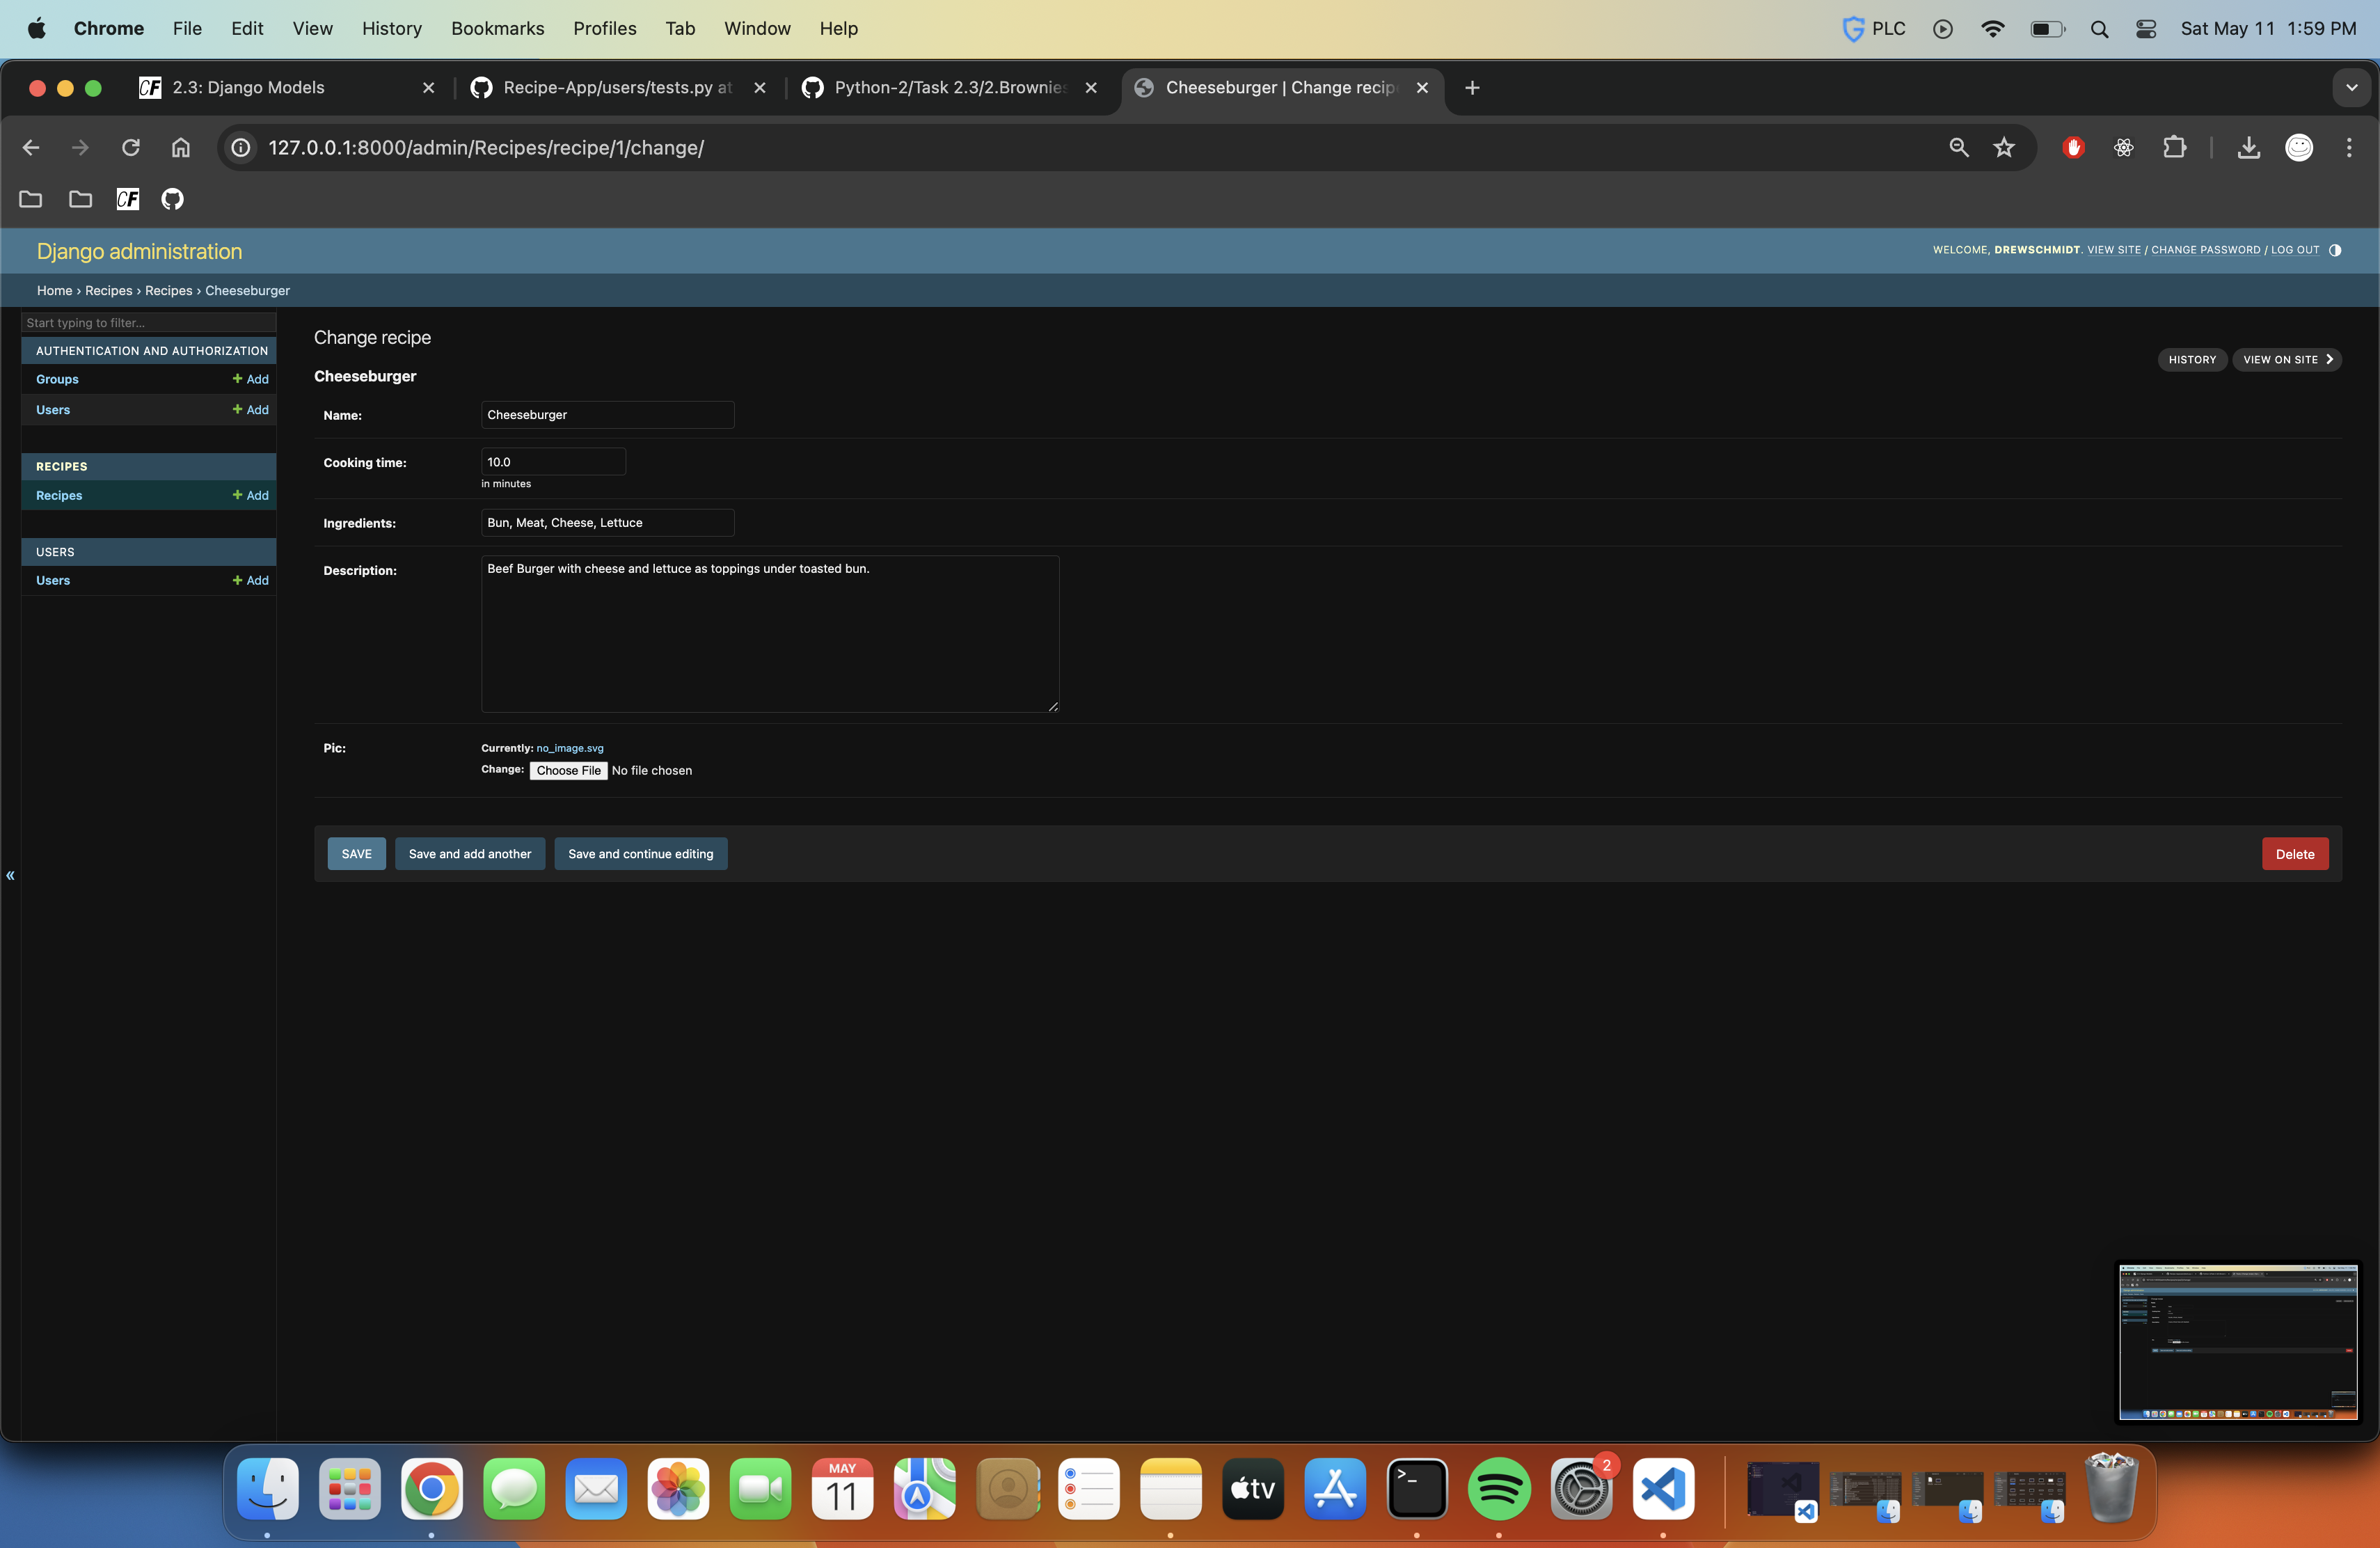 Chrome File Edit View History Bookmarks Profiles Tab Window Help PLC Sat May 11 1:59 PM
CF 2.3: Django Models Recipe-App/users/tests.py at Python-2/Task 2.3/2.Brownies Cheeseburger | Change recip
127.0.0.1:8000/admin/Recipes/recipe/1/change/
CF
Django administration
WELCOME, DREWSCHMIDT. VIEW SITE / CHANGE PASSWORD / LOG OUT
Home › Recipes › Recipes › Cheeseburger
Start typing to filter...
AUTHENTICATION AND AUTHORIZATION
Groups + Add
Users + Add
RECIPES
Recipes + Add
USERS
Users + Add
«
Change recipe
HISTORY VIEW ON SITE
Cheeseburger
Name: Cheeseburger
Cooking time: 10.0
in minutes
Ingredients: Bun, Meat, Cheese, Lettuce
Description: Beef Burger with cheese and lettuce as toppings under toasted bun.
Pic: Currently: no_image.svg
Change: Choose File No file chosen
SAVE Save and add another Save and continue editing Delete
MAY
11
tv
>_
2